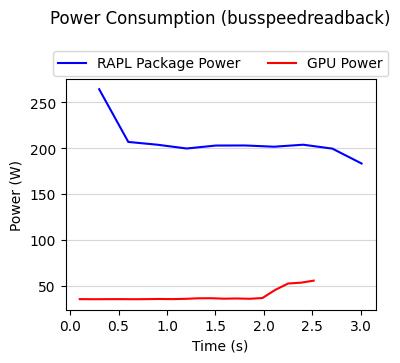 Power Consumption (busspeedreadback)
RAPL Package Power
GPU Power
250
200
150
100
50
Power (W)
0.0 0.5 1.0 1.5 2.0 2.5 3.0
Time (s)